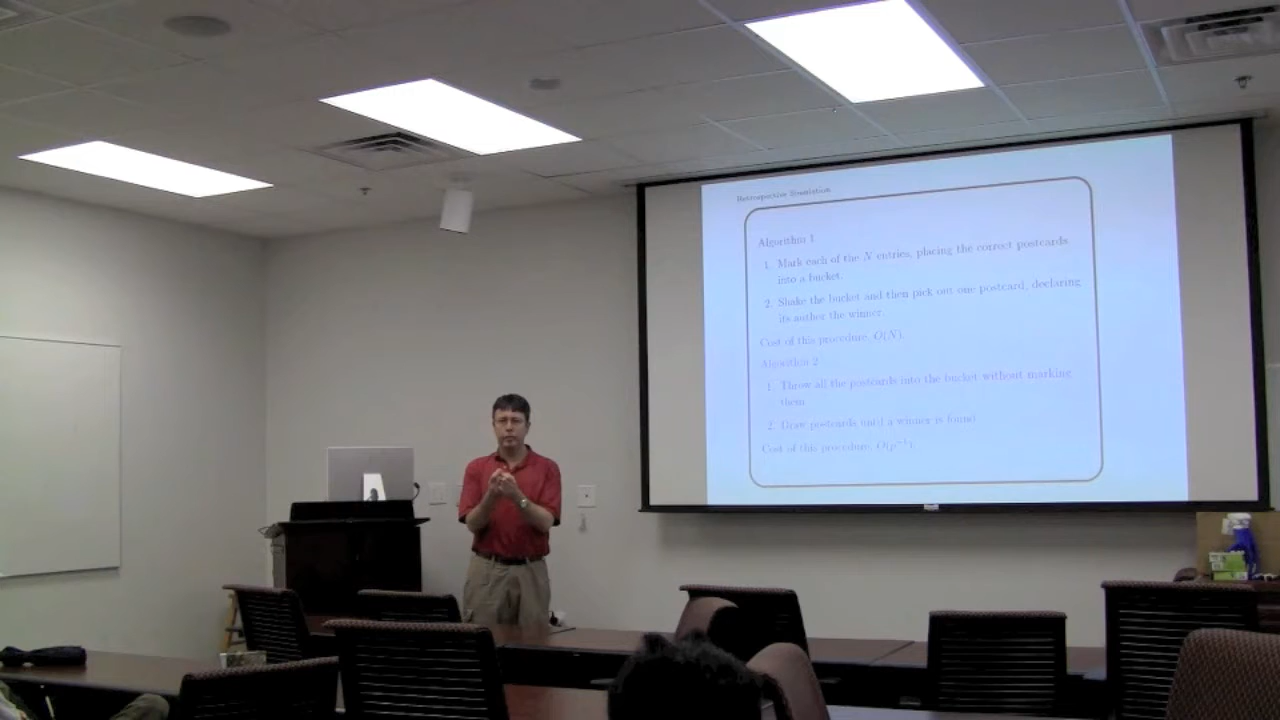 Retrospective Simulation
Algorithm 1
1. Mark each of the N entries, placing the correct postcards
into a bucket.
2. Shake the bucket and then pick out one postcard, declaring
its author the winner.
Cost of this procedure, O(N).
Algorithm 2
1. Throw all the postcards into the bucket without marking
them
2. Draw postcards until a winner is found
Cost of this procedure, O(p⁻¹).